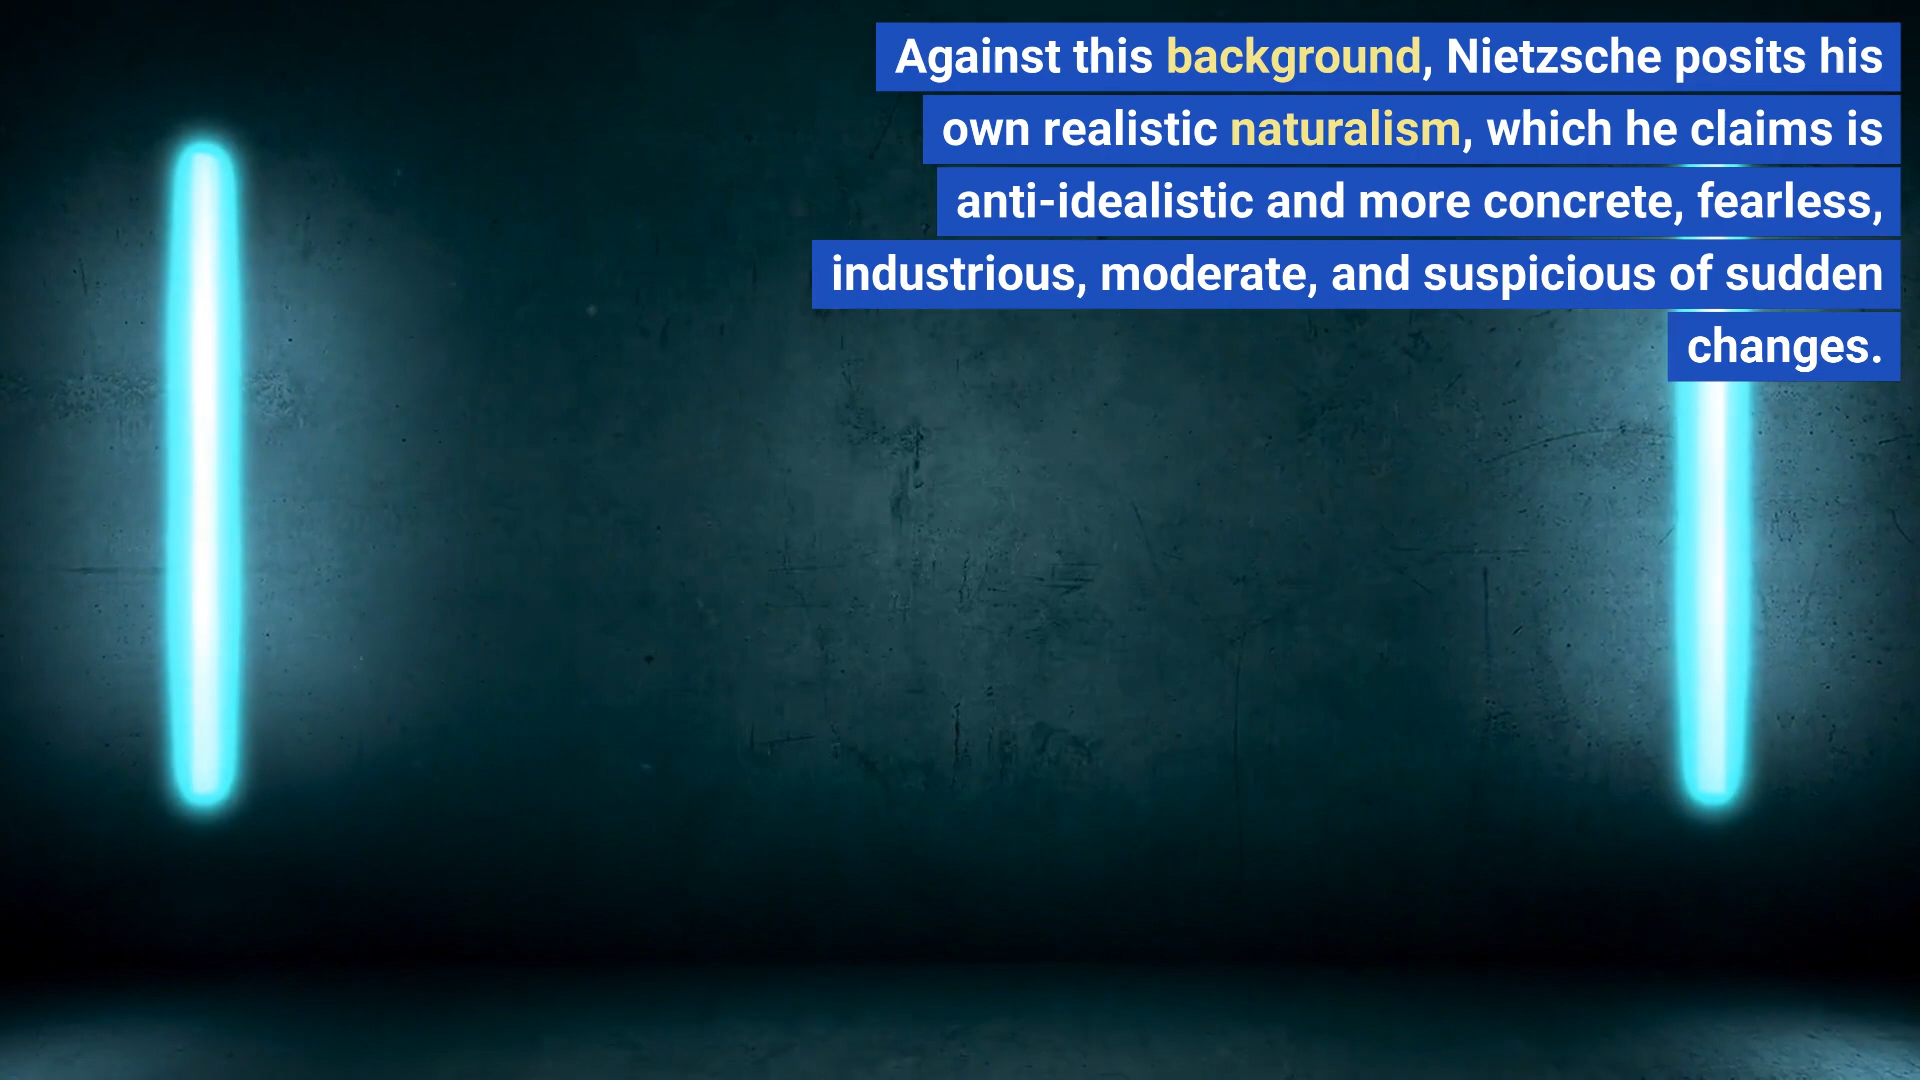 Against this background, Nietzsche posits his
own realistic naturalism, which he claims is
anti-idealistic and more concrete, fearless,
industrious, moderate, and suspicious of sudden
changes.